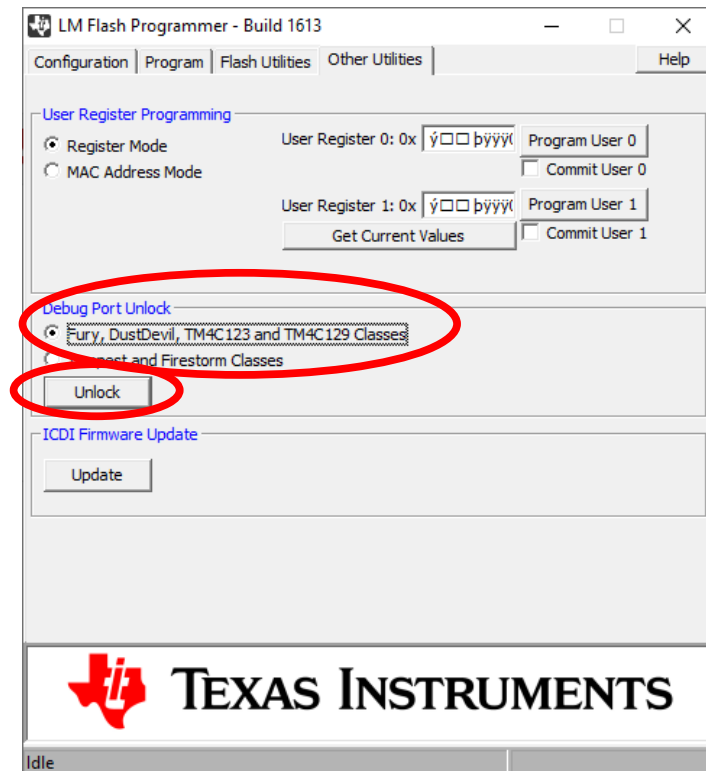 LM Flash Programmer - Build 1613
Configuration Program Flash Utilities Other Utilities Help
User Register Programming
Register Mode
MAC Address Mode
User Register 0: 0x ý□□ þÿÿÿ Program User 0
Commit User 0
User Register 1: 0x ý□□ þÿÿÿ Program User 1
Get Current Values Commit User 1
Debug Port Unlock
Fury, DustDevil, TM4C123 and TM4C129 Classes
and Firestorm Classes
Unlock
ICDI Firmware Update
Update
TEXAS INSTRUMENTS
Idle